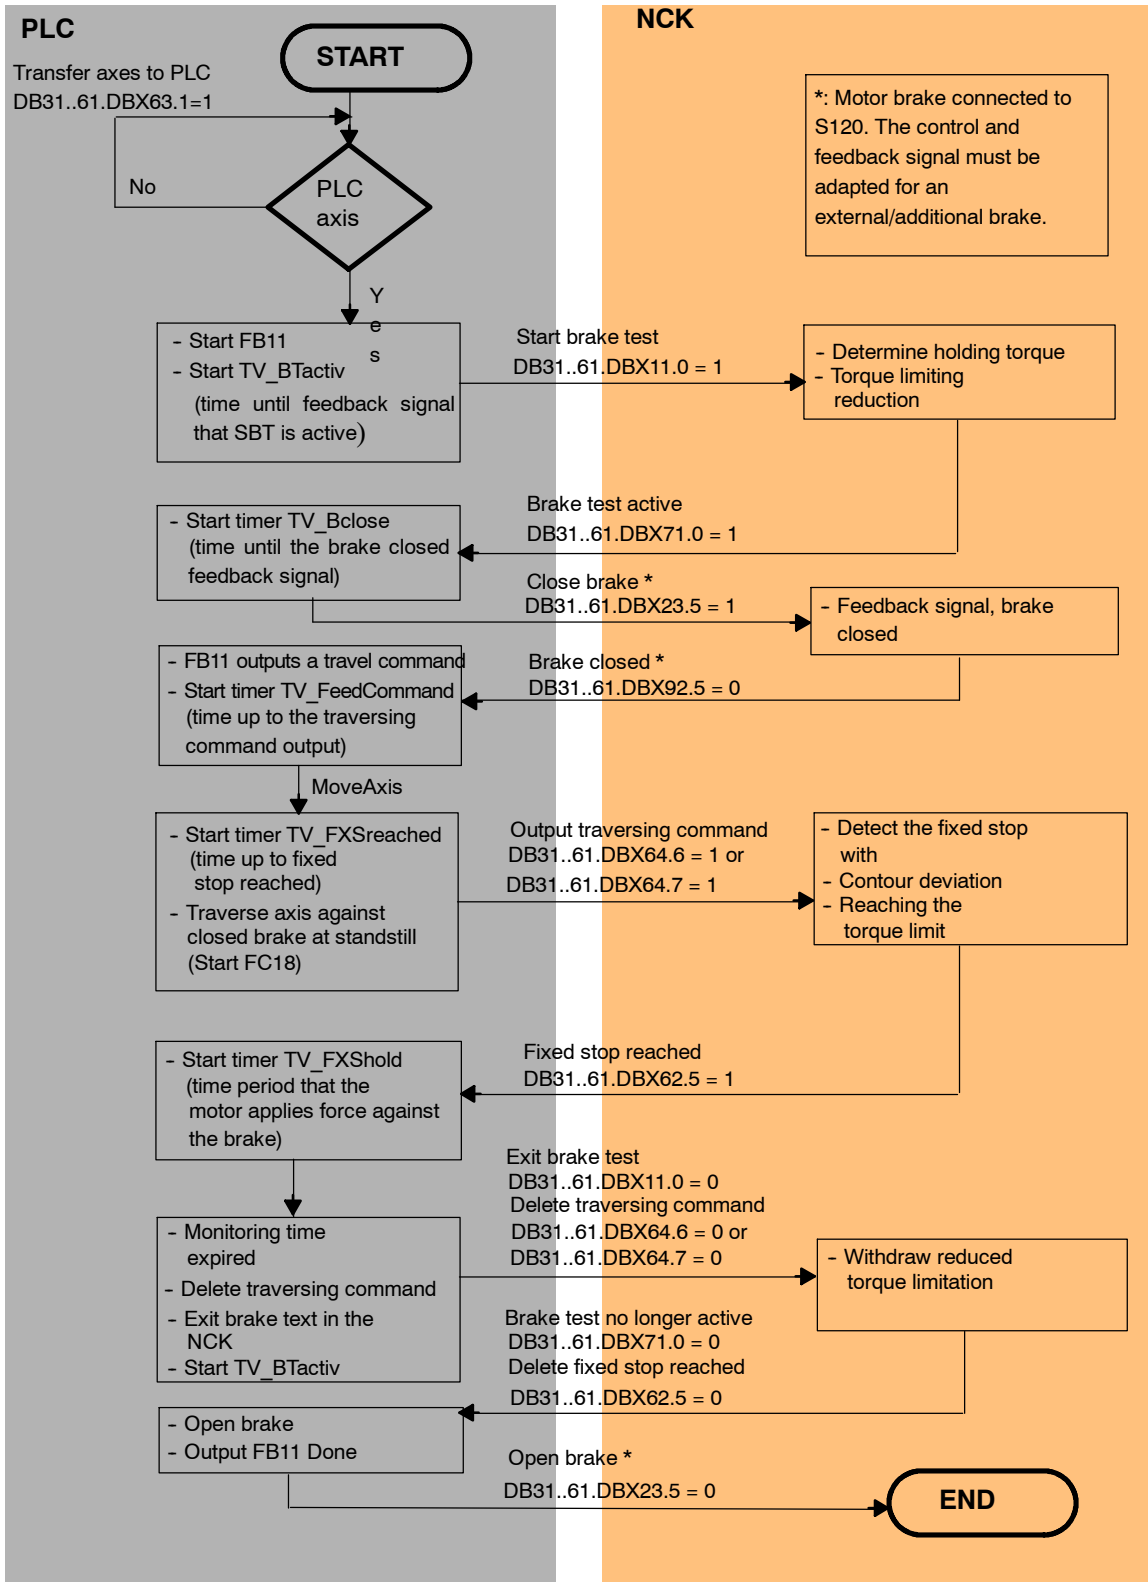 PLC
NCK
START
Transfer axes to PLC
DB31..61.DBX63.1=1
*: Motor brake connected to
S120. The control and
feedback signal must be
adapted for an
external/additional brake.
No
PLC
axis
Y
e
s
- Start FB11
- Start TV_BTactiv
(time until feedback signal
that SBT is active)
Start brake test
DB31..61.DBX11.0 = 1
- Determine holding torque
- Torque limiting
reduction
Brake test active
DB31..61.DBX71.0 = 1
- Start timer TV_Bclose
(time until the brake closed
feedback signal)
Close brake *
DB31..61.DBX23.5 = 1
- Feedback signal, brake
closed
- FB11 outputs a travel command
- Start timer TV_FeedCommand
(time up to the traversing
command output)
Brake closed *
DB31..61.DBX92.5 = 0
MoveAxis
- Start timer TV_FXSreached
(time up to fixed
stop reached)
- Traverse axis against
closed brake at standstill
(Start FC18)
Output traversing command
DB31..61.DBX64.6 = 1 or
DB31..61.DBX64.7 = 1
- Detect the fixed stop
with
- Contour deviation
- Reaching the
torque limit
- Start timer TV_FXShold
(time period that the
motor applies force against
the brake)
Fixed stop reached
DB31..61.DBX62.5 = 1
Exit brake test
DB31..61.DBX11.0 = 0
Delete traversing command
DB31..61.DBX64.6 = 0 or
DB31..61.DBX64.7 = 0
- Monitoring time
expired
- Delete traversing command
- Exit brake text in the
NCK
- Start TV_BTactiv
- Withdraw reduced
torque limitation
Brake test no longer active
DB31..61.DBX71.0 = 0
Delete fixed stop reached
DB31..61.DBX62.5 = 0
- Open brake
- Output FB11 Done
Open brake *
DB31..61.DBX23.5 = 0
END